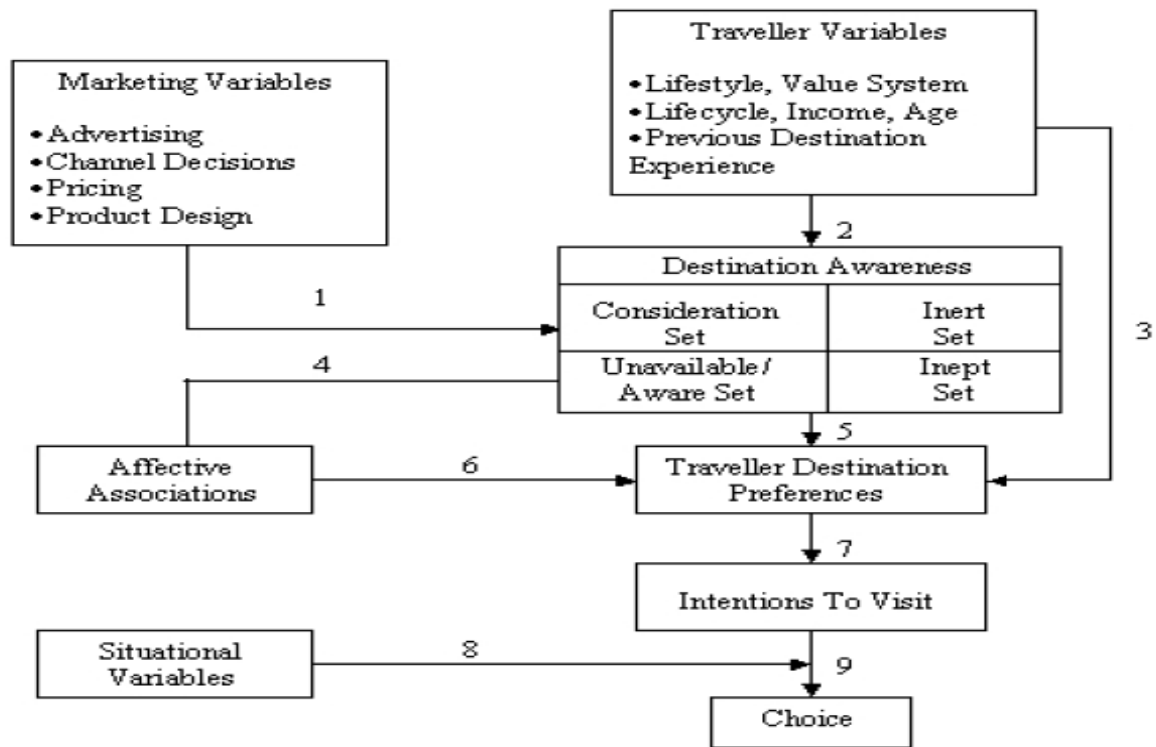 Traveller Variables
•Lifestyle, Value System
•Lifecycle, Income, Age
•Previous Destination
Experience
Marketing Variables
•Advertising
•Channel Decisions
•Pricing
•Product Design
2
Destination Awareness
1
Consideration
Set
Inert
Set
3
4
Unavailable/
Aware Set
Inept
Set
5
Affective
Associations
6
Traveller Destination
Preferences
7
Intentions To Visit
Situational
Variables
8
9
Choice